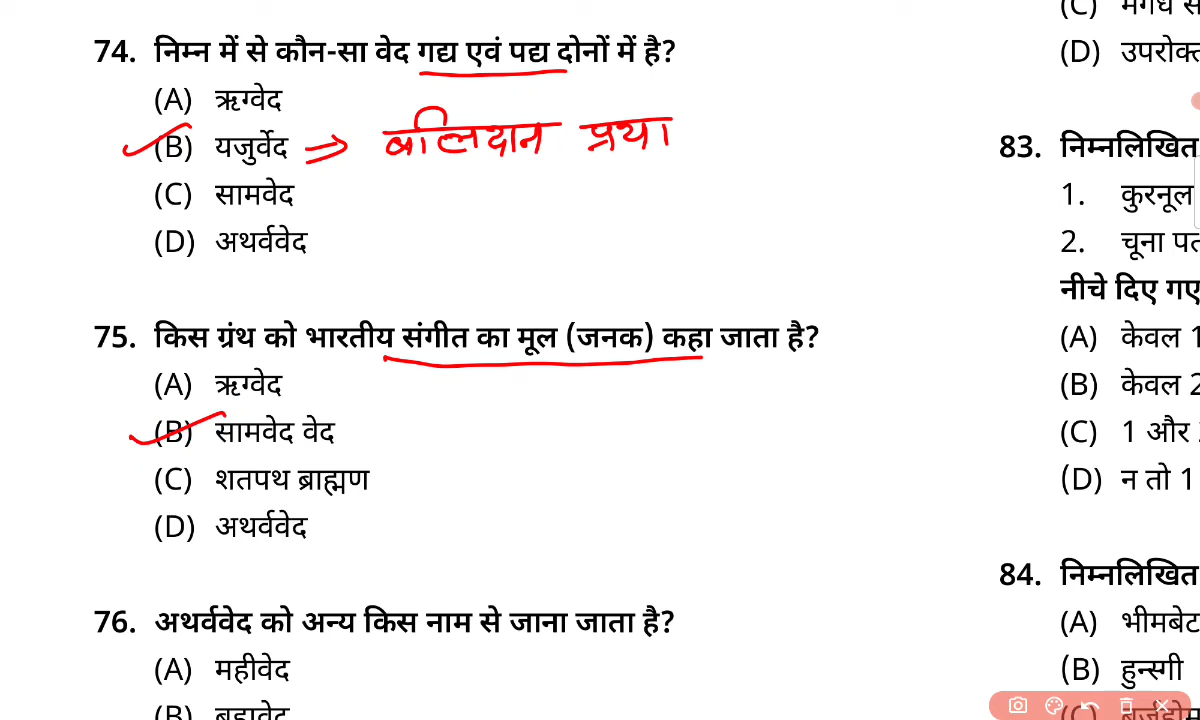 74. निम्न में से कौन-सा वेद गद्य एवं पद्य दोनों में है?
(A) ऋग्वेद
(B) यजुर्वेद ⇒ बलिदान प्रथा
(C) सामवेद
(D) अथर्ववेद
75. किस ग्रंथ को भारतीय संगीत का मूल (जनक) कहा जाता है?
(A) ऋग्वेद
(B) सामवेद वेद
(C) शतपथ ब्राह्मण
(D) अथर्ववेद
76. अथर्ववेद को अन्य किस नाम से जाना जाता है?
(A) महीवेद
(B)
(C) मगध
(D) उपरोक्त
83. निम्नलिखित
1. कुरनूल
2. चूना
नीचे दिए गए
(A) केवल 1
(B) केवल 2
(C) 1 और
(D) न तो 1
84. निम्नलिखित
(A)
(B) हुन्स्गी
(C)